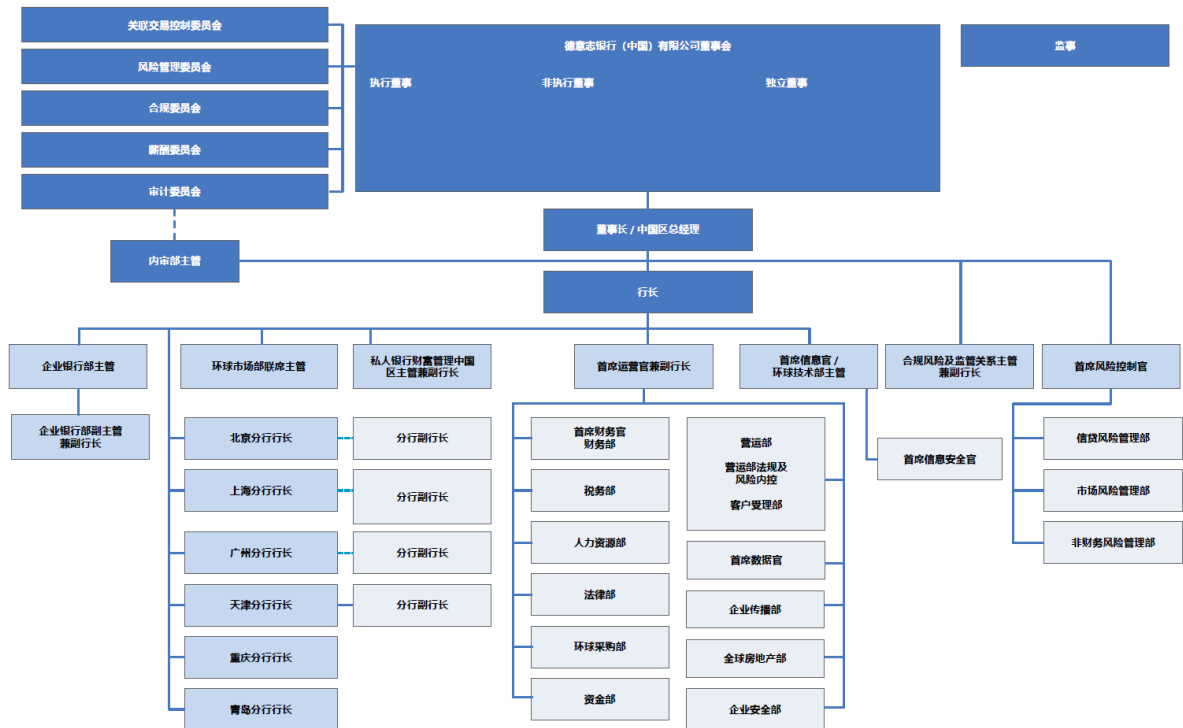 关联交易控制委员会
风险管理委员会
合规委员会
薪酬委员会
审计委员会
德意志银行（中国）有限公司董事会
执行董事
非执行董事
独立董事
监事
董事长 / 中国区总经理
内审部主管
行长
企业银行部主管
环球市场部联席主管
私人银行财富管理中国
区主管兼副行长
首席运营官兼副行长
首席信息官 /
环球技术部主管
合规风险及监管关系主管
兼副行长
首席风险控制官
企业银行部副主管
兼副行长
北京分行行长
分行副行长
上海分行行长
分行副行长
广州分行行长
分行副行长
天津分行行长
分行副行长
重庆分行行长
青岛分行行长
首席财务官
财务部
税务部
人力资源部
法律部
环球采购部
资金部
营运部
营运部法规及
风险内控
客户受理部
首席数据官
企业传播部
全球房地产部
企业安全部
首席信息安全官
信贷风险管理部
市场风险管理部
非财务风险管理部